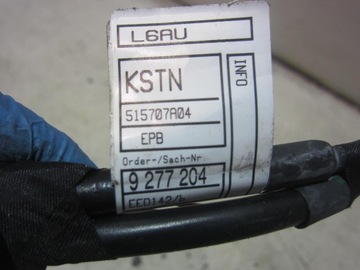 L6AU
KSTN
INFO
515707A04
EPB
Order-/Sach-Nr.
9 277 204